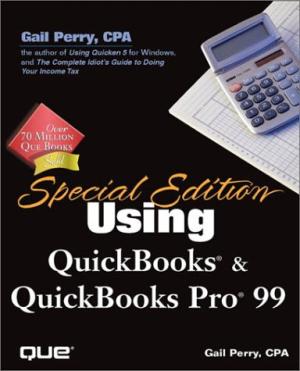 Gail Perry, CPA
the author of Using Quicken 5 for Windows,
and The Complete Idiot's Guide to Doing
Your Income Tax
Over
70 MILLION
QUE BOOKS
Sold
Special Edition
Using
QuickBooks® &
QuickBooks Pro® 99
QUE®
Gail Perry, CPA